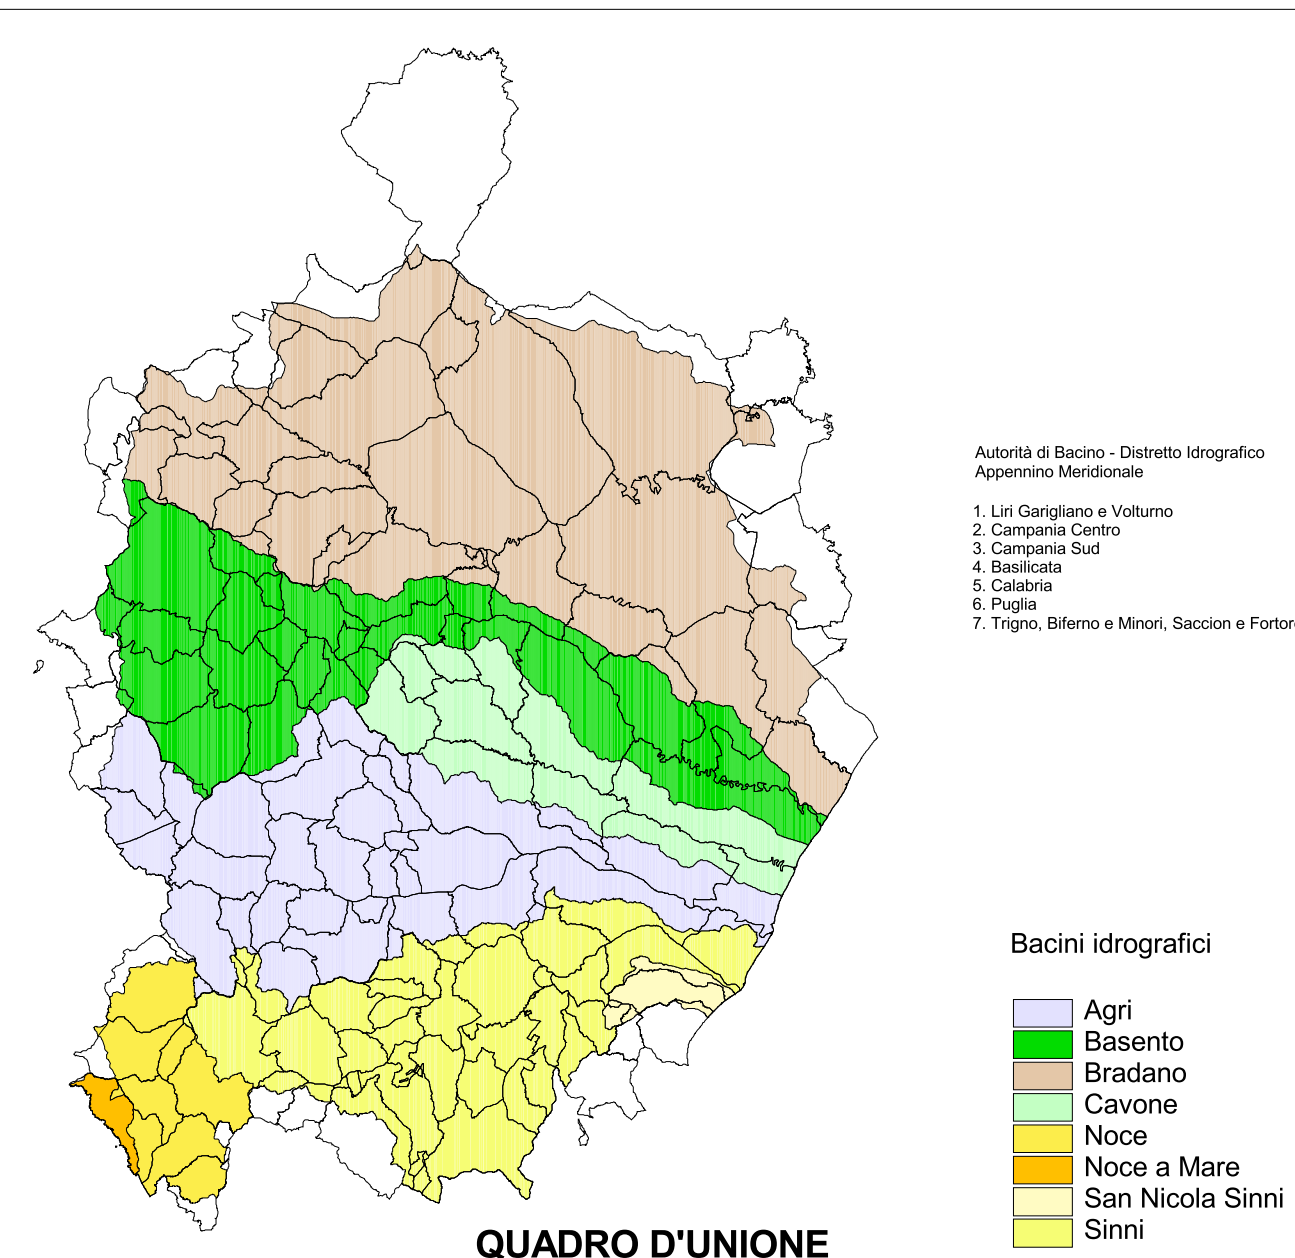 Autorità di Bacino - Distretto Idrografico
Appennino Meridionale
1. Liri Garigliano e Volturno
2. Campania Centro
3. Campania Sud
4. Basilicata
5. Calabria
6. Puglia
7. Trigno, Biferno e Minori, Saccion e Fortore
Bacini idrografici
Agri
Basento
Bradano
Cavone
Noce
Noce a Mare
San Nicola Sinni
Sinni
QUADRO D'UNIONE